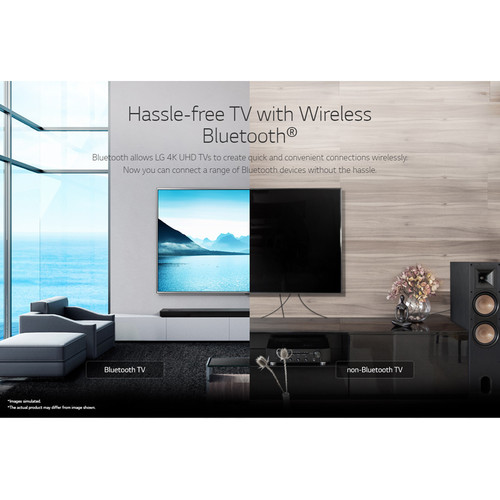 Hassle-free TV with Wireless
Bluetooth®
Bluetooth allows LG 4K UHD TVs to create quick and convenient connections wirelessly.
Now you can connect a range of Bluetooth devices without the hassle.
Bluetooth TV
non-Bluetooth TV
*Images simulated.
*The actual product may differ from image shown.